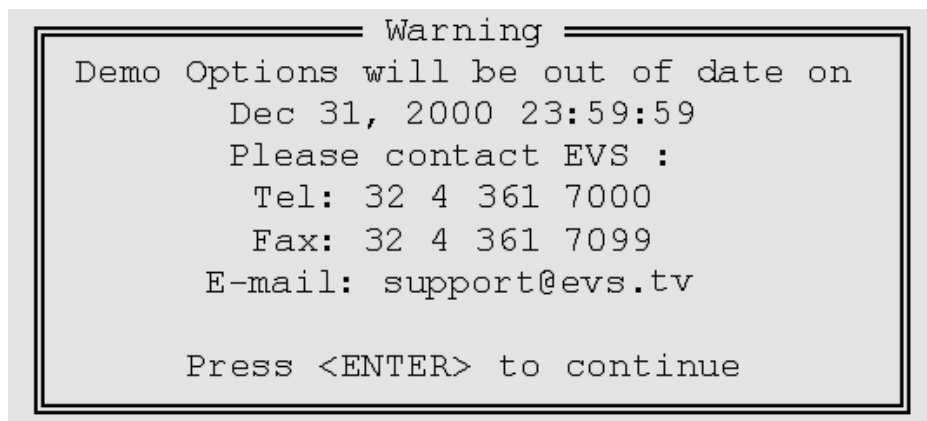 Warning
Demo Options will be out of date on
Dec 31, 2000 23:59:59
Please contact EVS :
Tel: 32 4 361 7000
Fax: 32 4 361 7099
E-mail: support@evs.tv
Press <ENTER> to continue